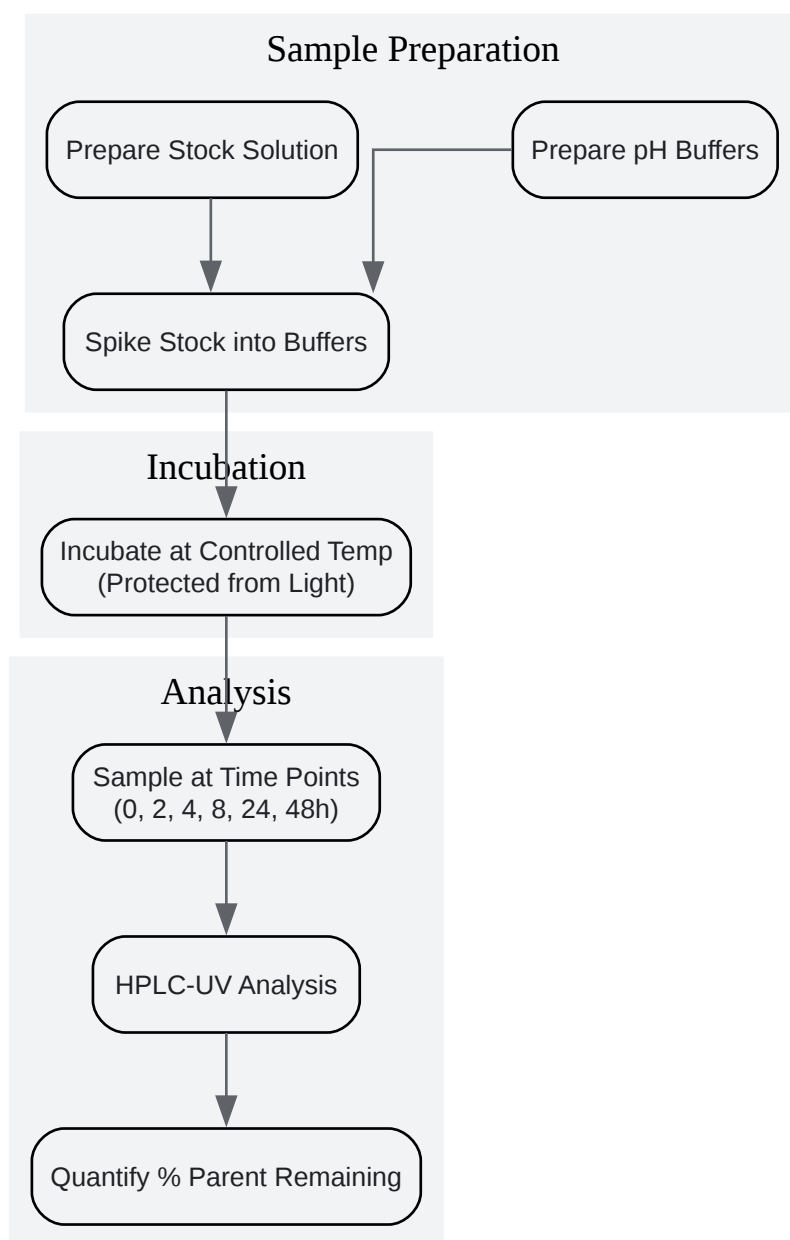 Sample Preparation
Prepare Stock Solution
Prepare pH Buffers
Spike Stock into Buffers
Incubation
Incubate at Controlled Temp
(Protected from Light)
Analysis
Sample at Time Points
(0, 2, 4, 8, 24, 48h)
HPLC-UV Analysis
Quantify % Parent Remaining